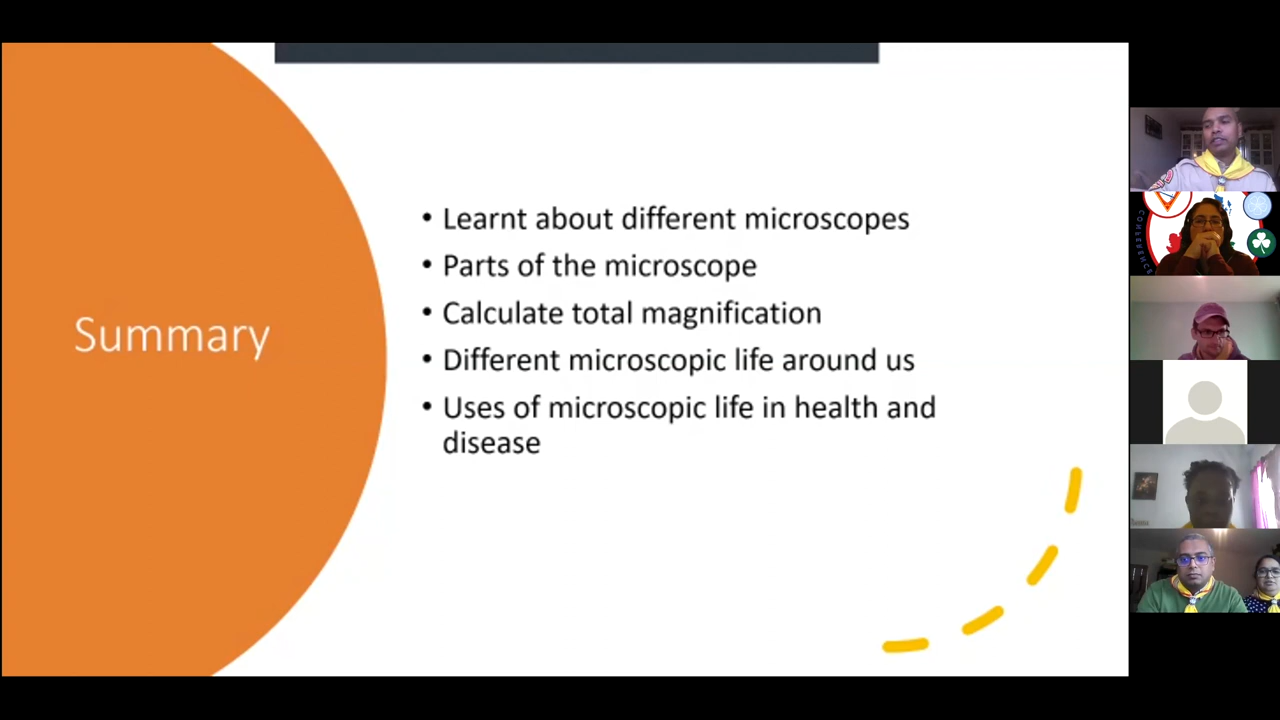 Summary
• Learnt about different microscopes
• Parts of the microscope
• Calculate total magnification
• Different microscopic life around us
• Uses of microscopic life in health and
disease
CONFERENCE